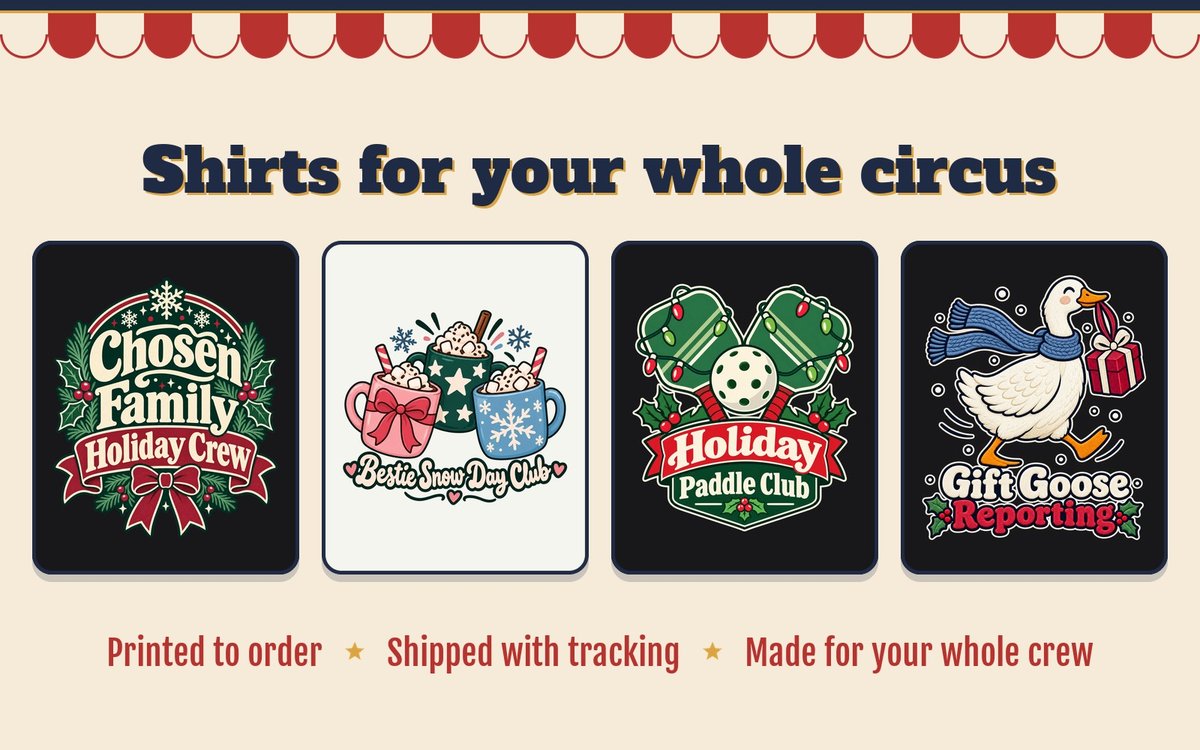 Shirts for your whole circus
Chosen
Family
Holiday Crew
Bestie Snow Day Club
Holiday
Paddle Club
Gift Goose
Reporting
Printed to order ★ Shipped with tracking ★ Made for your whole crew